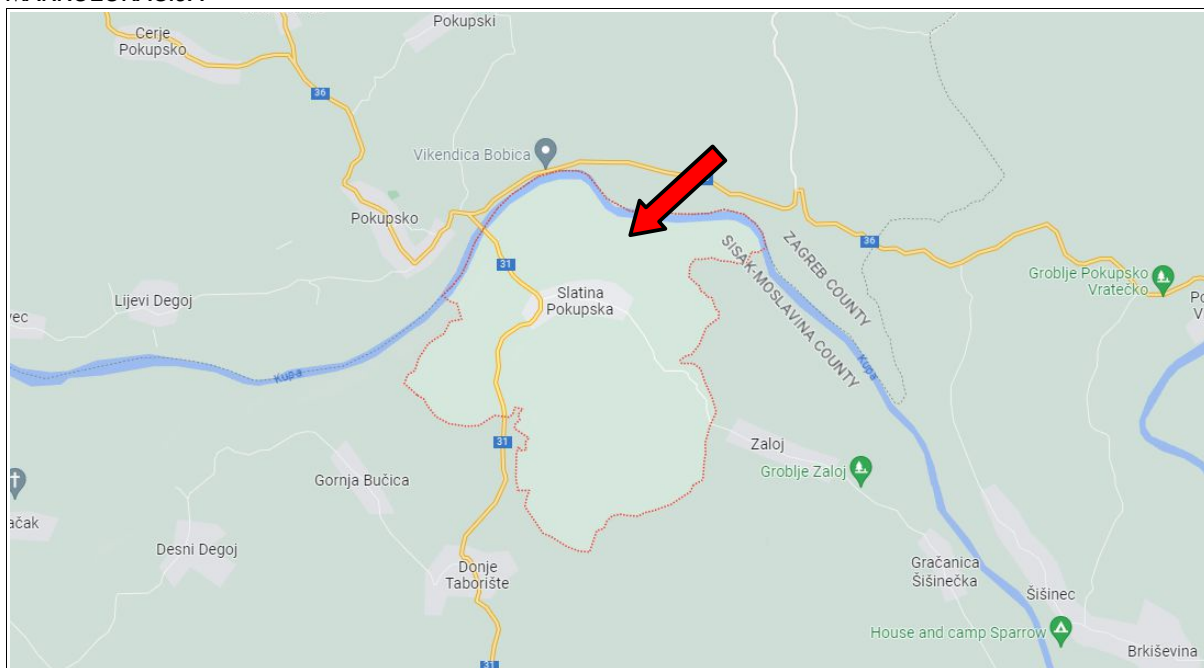 Pokupski
Cerje
Pokupsko
36
Vikendica Bobica
Pokupsko
36
31
ZAGREB COUNTY
SISAK-MOSLAVINA COUNTY
Groblje Pokupsko
Vratečko
Slatina
Pokupska
Lijevi Degoj
vec
Kupa
Kupa
31
Zaloj
Groblje Zaloj
Gornja Bučica
ačak
Desni Degoj
Donje
Taborište
Gračanica
Šišinečka
Šišinec
House and camp Sparrow
Brkiševina
31